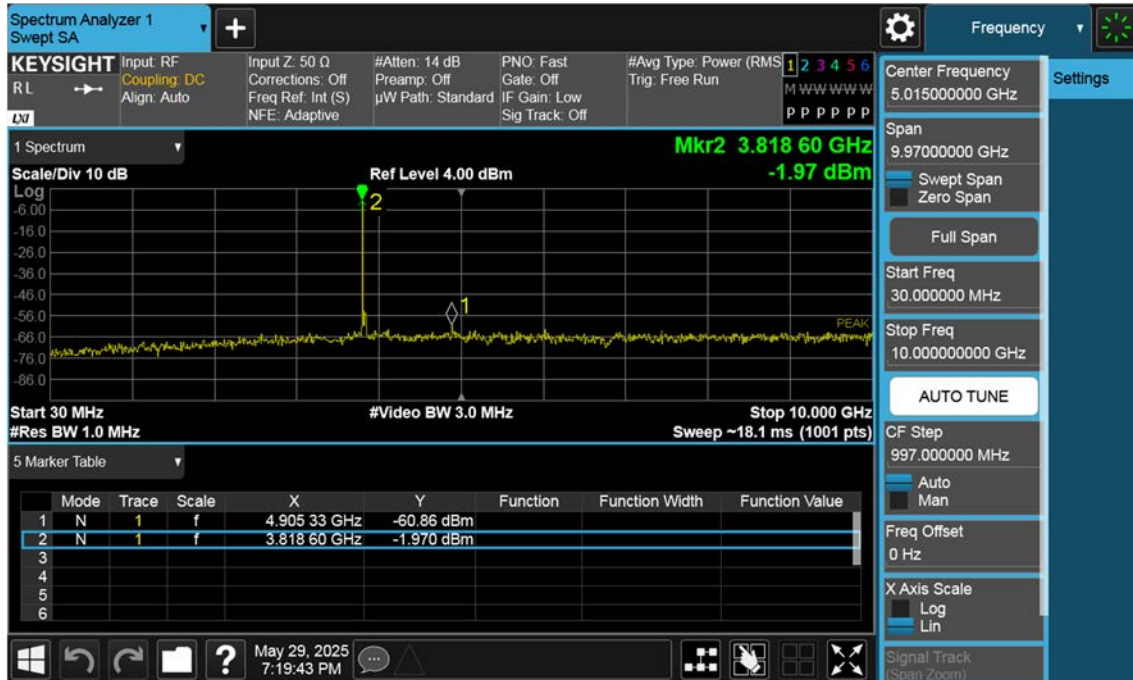 Spectrum Analyzer 1
Swept SA
+
Frequency
KEYSIGHT
RL
LXI
Input: RF
Coupling: DC
Align: Auto
Input Z: 50 Ω
Corrections: Off
Freq Ref: Int (S)
NFE: Adaptive
#Atten: 14 dB
Preamp: Off
µW Path: Standard
PNO: Fast
Gate: Off
IF Gain: Low
Sig Track: Off
#Avg Type: Power (RMS
Trig: Free Run
1 2 3 4 5 6
M W W W W W
P P P P P P
1 Spectrum
Mkr2 3.818 60 GHz
-1.97 dBm
Scale/Div 10 dB
Ref Level 4.00 dBm
Log
-6.00
-16.0
-26.0
-36.0
-46.0
-56.0
-66.0
-76.0
-86.0
2
1
PEAK
Start 30 MHz
#Video BW 3.0 MHz
Stop 10.000 GHz
#Res BW 1.0 MHz
Sweep ~18.1 ms (1001 pts)
5 Marker Table
Mode Trace Scale X Y Function Function Width Function Value
1 N 1 f 4.905 33 GHz -60.86 dBm
2 N 1 f 3.818 60 GHz -1.970 dBm
3
4
5
6
?
May 29, 2025
7:19:43 PM
Center Frequency
5.015000000 GHz
Span
9.97000000 GHz
Swept Span
Zero Span
Full Span
Start Freq
30.000000 MHz
Stop Freq
10.000000000 GHz
AUTO TUNE
CF Step
997.000000 MHz
Auto
Man
Freq Offset
0 Hz
X Axis Scale
Log
Lin
Signal Track
(Span Zoom)
Settings